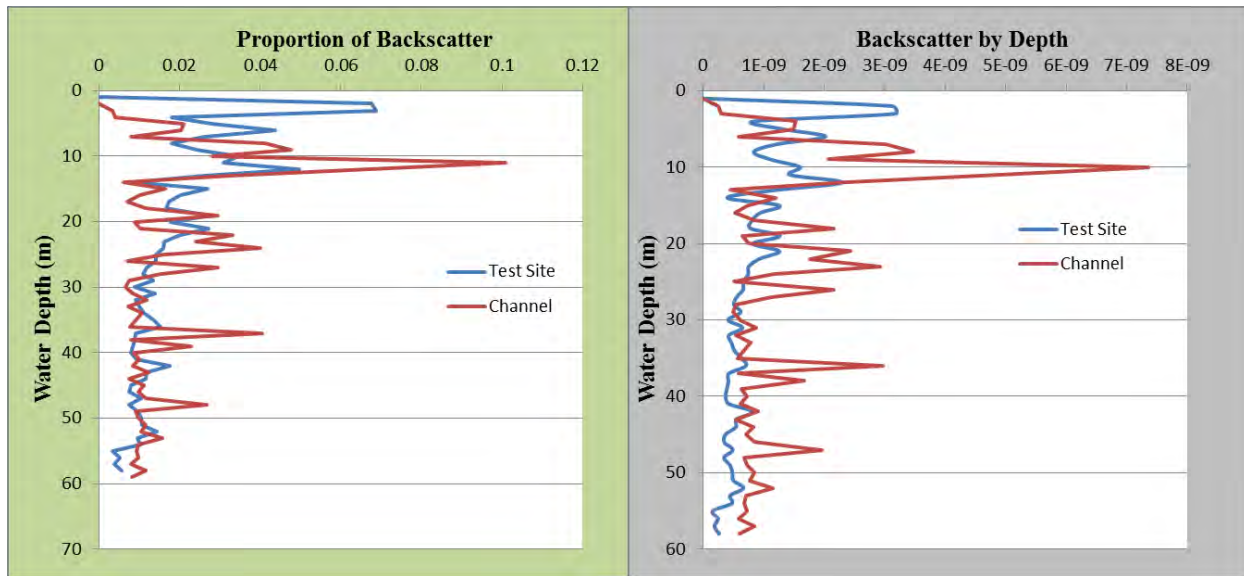 Proportion of Backscatter
0 0.02 0.04 0.06 0.08 0.1 0.12
0
10
20
30
40
50
60
70
Water Depth (m)
Test Site
Channel
Backscatter by Depth
0 1E-09 2E-09 3E-09 4E-09 5E-09 6E-09 7E-09 8E-09
0
10
20
30
40
50
60
Water Depth (m)
Test Site
Channel